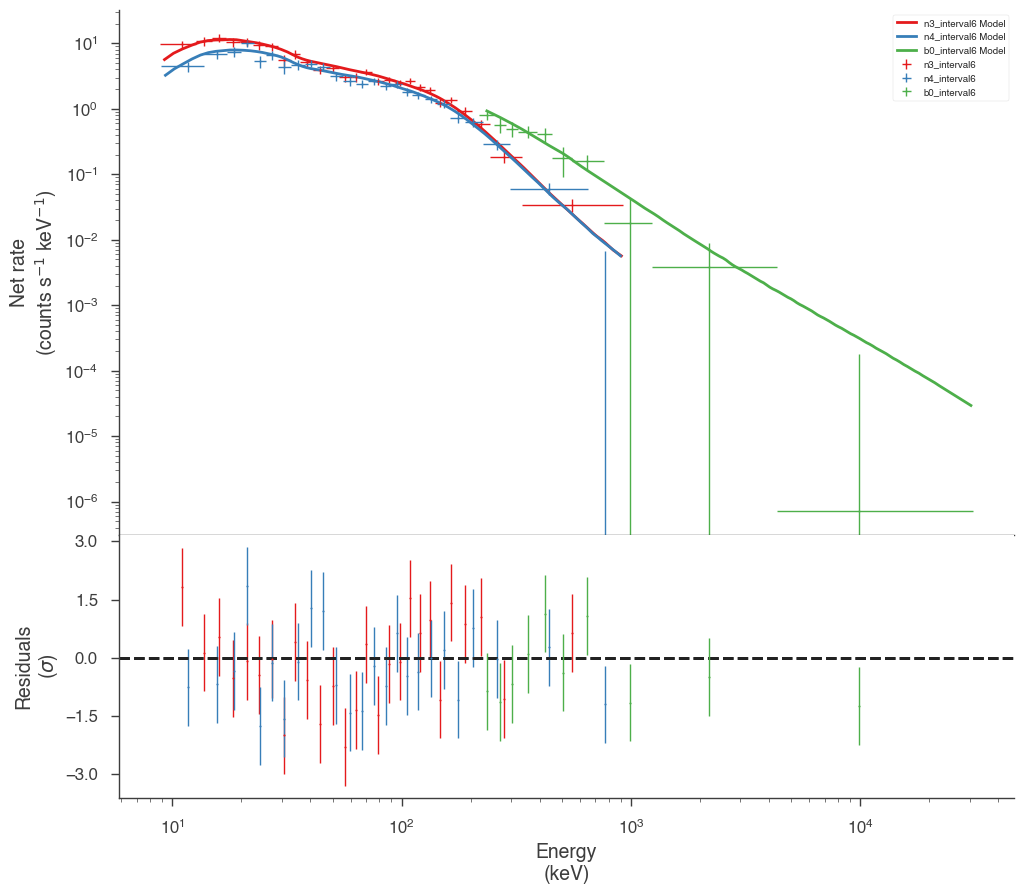 n3_interval6 Model
n4_interval6 Model
b0_interval6 Model
n3_interval6
n4_interval6
b0_interval6
10¹
10⁰
10⁻¹
10⁻²
10⁻³
10⁻⁴
10⁻⁵
10⁻⁶
Net rate
(counts s⁻¹ keV⁻¹)
3.0
1.5
0.0
−1.5
−3.0
Residuals
(σ)
10¹ 10² 10³ 10⁴
Energy
(keV)